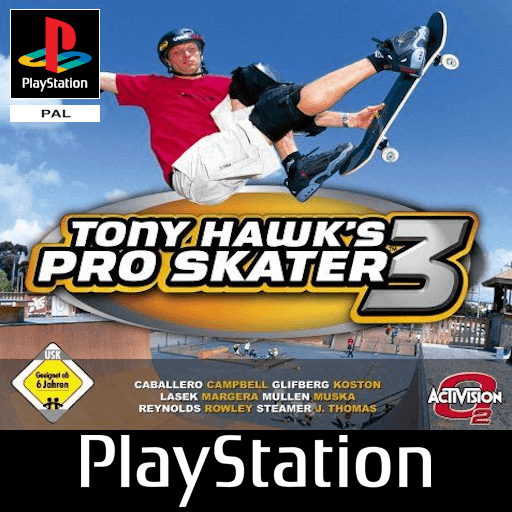 PlayStation
PAL
TONY HAWK'S
PRO SKATER 3
TM
USK
Geeignet ab
6 Jahren
CABALLERO CAMPBELL GLIFBERG KOSTON
LASEK MARGERA MULLEN MUSKA
REYNOLDS ROWLEY STEAMER J. THOMAS
ACTIVISION
O2
PlayStation